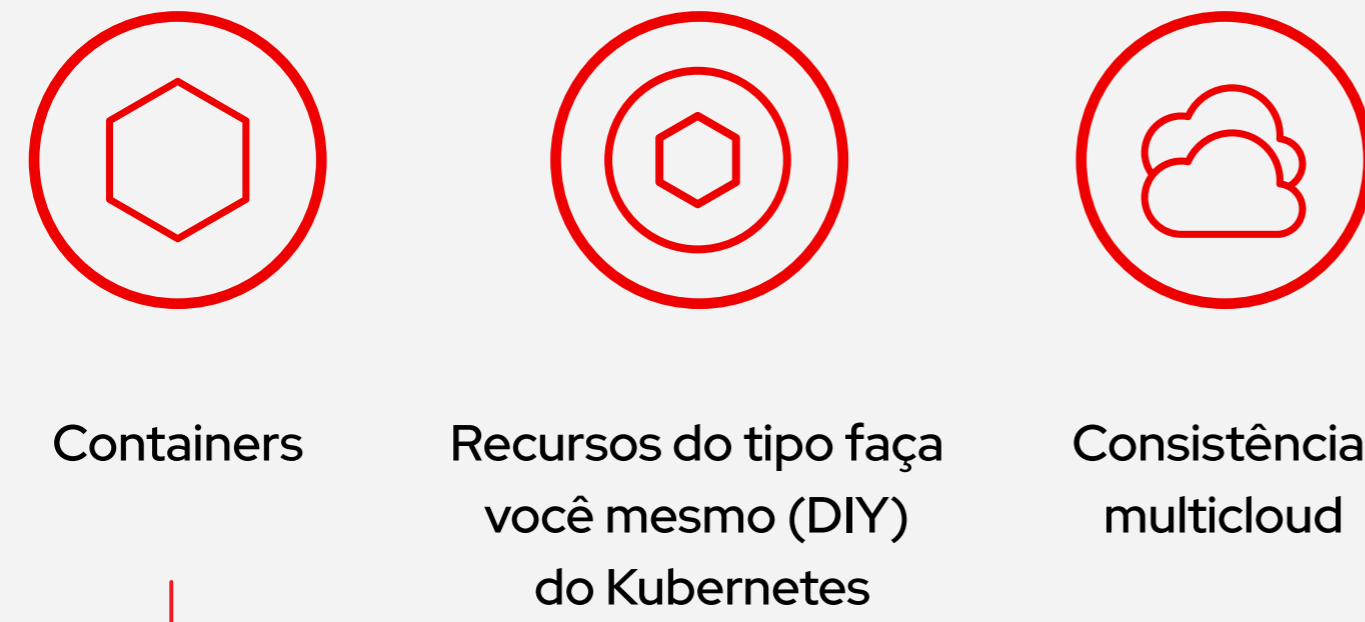 Containers
Recursos do tipo faça
você mesmo (DIY)
do Kubernetes
Consistência
multicloud